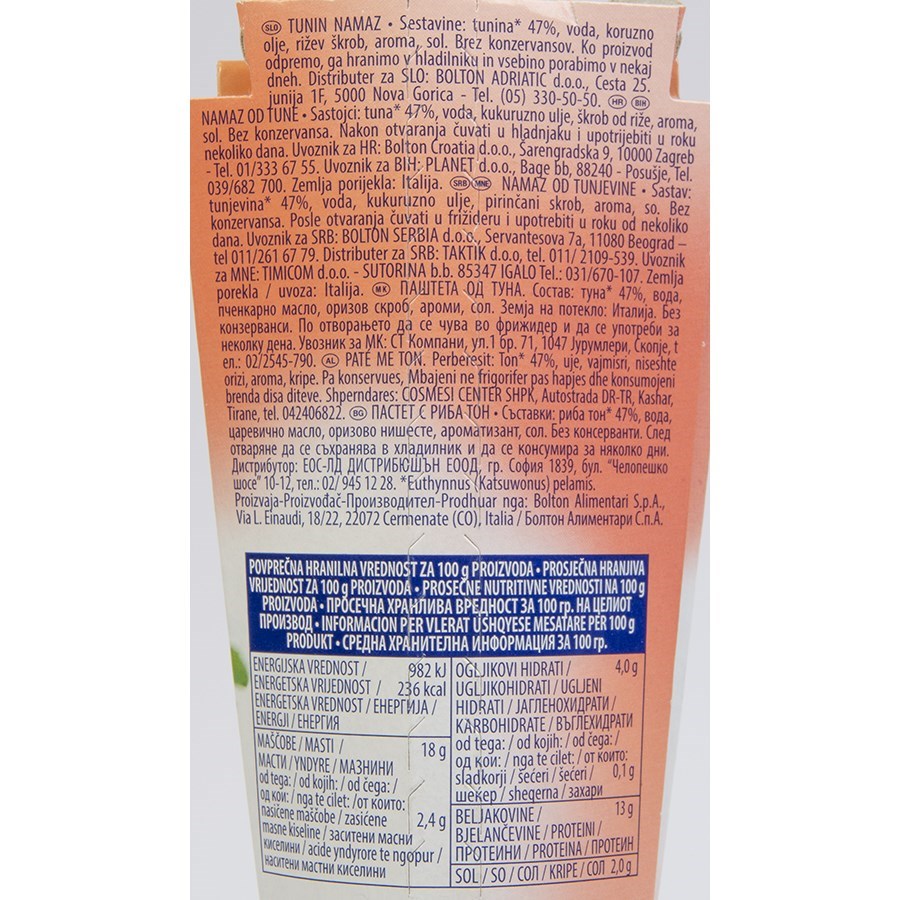 SLO TUNIN NAMAZ • Sestavine: tunina* 47%, voda, koruzno
olje, rižev škrob, aroma, sol. Brez konzervansov. Ko proizvod
odpremo, ga hranimo v hladilniku in vsebino porabimo v nekaj
dneh. Distributer za SLO: BOLTON ADRIATIC d.o.o., Cesta 25.
junija 1F, 5000 Nova Gorica - Tel. (05) 330-50-50. HR BIH
NAMAZ OD TUNE • Sastojci: tuna* 47%, voda, kukuruzno ulje, škrob od riže, aroma,
sol. Bez konzervansa. Nakon otvaranja čuvati u hladnjaku i upotrijebiti u roku
nekoliko dana. Uvoznik za HR: Bolton Croatia d.o.o., Šarengradska 9, 10000 Zagreb
- Tel. 01/333 67 55. Uvoznik za BIH: PLANET d.o.o., Bage bb, 88240 - Posušje, Tel.
039/682 700. Zemlja porijekla: Italija. SRB MNE NAMAZ OD TUNJEVINE • Sastav:
tunjevina* 47%, voda, kukuruzno ulje, pirinčani skrob, aroma, so. Bez
konzervansa. Posle otvaranja čuvati u frižideru i upotrebiti u roku od nekoliko
dana. Uvoznik za SRB: BOLTON SERBIA d.o.o., Servantesova 7a, 11080 Beograd –
tel 011/261 67 79. Distributer za SRB: TAKTIK d.o.o, tel. 011/ 2109-539. Uvoznik
za MNE: TIMICOM d.o.o. - SUTORINA b.b. 85347 IGALO Tel.: 031/670-107. Zemlja
porekla / uvoza: Italija. MK ПАШТЕТА ОД ТУНА. Состав: туна* 47%, вода,
пченкарно масло, оризов скроб, ароми, сол. Земја на потекло: Италија. Без
конзерванси. По отворањето да се чува во фрижидер и да се употреби за
неколку дена. Увозник за МК: СТ Компани, ул.1 бр. 71, 1047 Јурумлери, Скопје, т
ел.: 02/2545-790. AL PATE ME TON. Perberesit: Ton* 47%, uje, vajmisri, niseshte
orizi, aroma, kripe. Pa konservues, Mbajeni ne frigorifer pas hapjes dhe konsumojeni
brenda disa diteve. Shperndares: COSMESI CENTER SHPK, Autostrada DR-TR, Kashar,
Tirane, tel. 042406822. BG ПАСТЕТ С РИБА ТОН • Съставки: риба тон* 47%, вода,
царевично масло, оризово нишесте, ароматизант, сол. Без консерванти. След
отваряне да се съхранява в хладилник и да се консумира за няколко дни.
Дистрибутор: ЕОС-ЛД ДИСТРИБЮШЪН ЕООД, гр. София 1839, бул. "Челопешко
шосе" 10-12, тел.: 02/ 945 12 28. *Euthynnus (Katsuwonus) pelamis.
Proizvaja-Proizvođač-Производител-Prodhuar nga: Bolton Alimentari S.p.A.,
Via L. Einaudi, 18/22, 22072 Cermenate (CO), Italia / Болтон Алиментари С.п.А.
POVPREČNA HRANILNA VREDNOST ZA 100 g PROIZVODA • PROSJEČNA HRANJIVA
VRIJEDNOST ZA 100 g PROIZVODA • PROSEČNE NUTRITIVNE VREDNOSTI NA 100 g
PROIZVODA • ПРОСЕЧНА ХРАНЛИВА ВРЕДНОСТ ЗА 100 гр. НА ЦЕЛИОТ
ПРОИЗВОД • INFORMACION PER VLERAT USHQYESE MESATARE PER 100 g
PRODUKT • СРЕДНА ХРАНИТЕЛНА ИНФОРМАЦИЯ ЗА 100 гр.
ENERGIJSKA VREDNOST / 982 kJ
ENERGETSKA VRIJEDNOST / 236 kcal
ENERGETSKA VREDNOST / ЕНЕРГИЈА /
ENERGJI / ЕНЕРГИЯ
MAŠČOBE / MASTI / 18 g
МАСТИ / YNDYRE / МАЗНИНИ
od tega: / od kojih: / od čega: /
од кои: / nga te cilet: /от които:
nasičene maščobe / zasićene 2,4 g
masne kiseline / заситени масни
киселини / acide yndyrore te ngopur /
наситени мастни киселини
OGLJIKOVI HIDRATI / 4,0 g
UGLJIKOHIDRATI / UGLJENI
HIDRATI / ЈАГЛЕНОХИДРАТИ /
KARBOHIDRATE / ВЪГЛЕХИДРАТИ
od tega: / od kojih: / od čega: /
од кои: / nga te cilet: / от които:
sladkorji / šećeri / šećeri / 0,1 g
шеќер / sheqerna / захари
BELJAKOVINE / 13 g
BJELANČEVINE / PROTEINI /
ПРОТЕИНИ / PROTEINA / ПРОТЕИН
SOL / SO / СОЛ / KRIPE / СОЛ 2,0 g